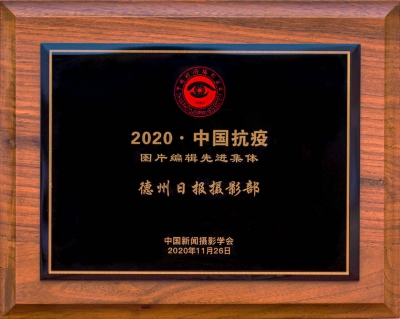 2020·中国抗疫
图片编辑先进集体
德州日报摄影部
中国新闻摄影学会
2020年11月26日